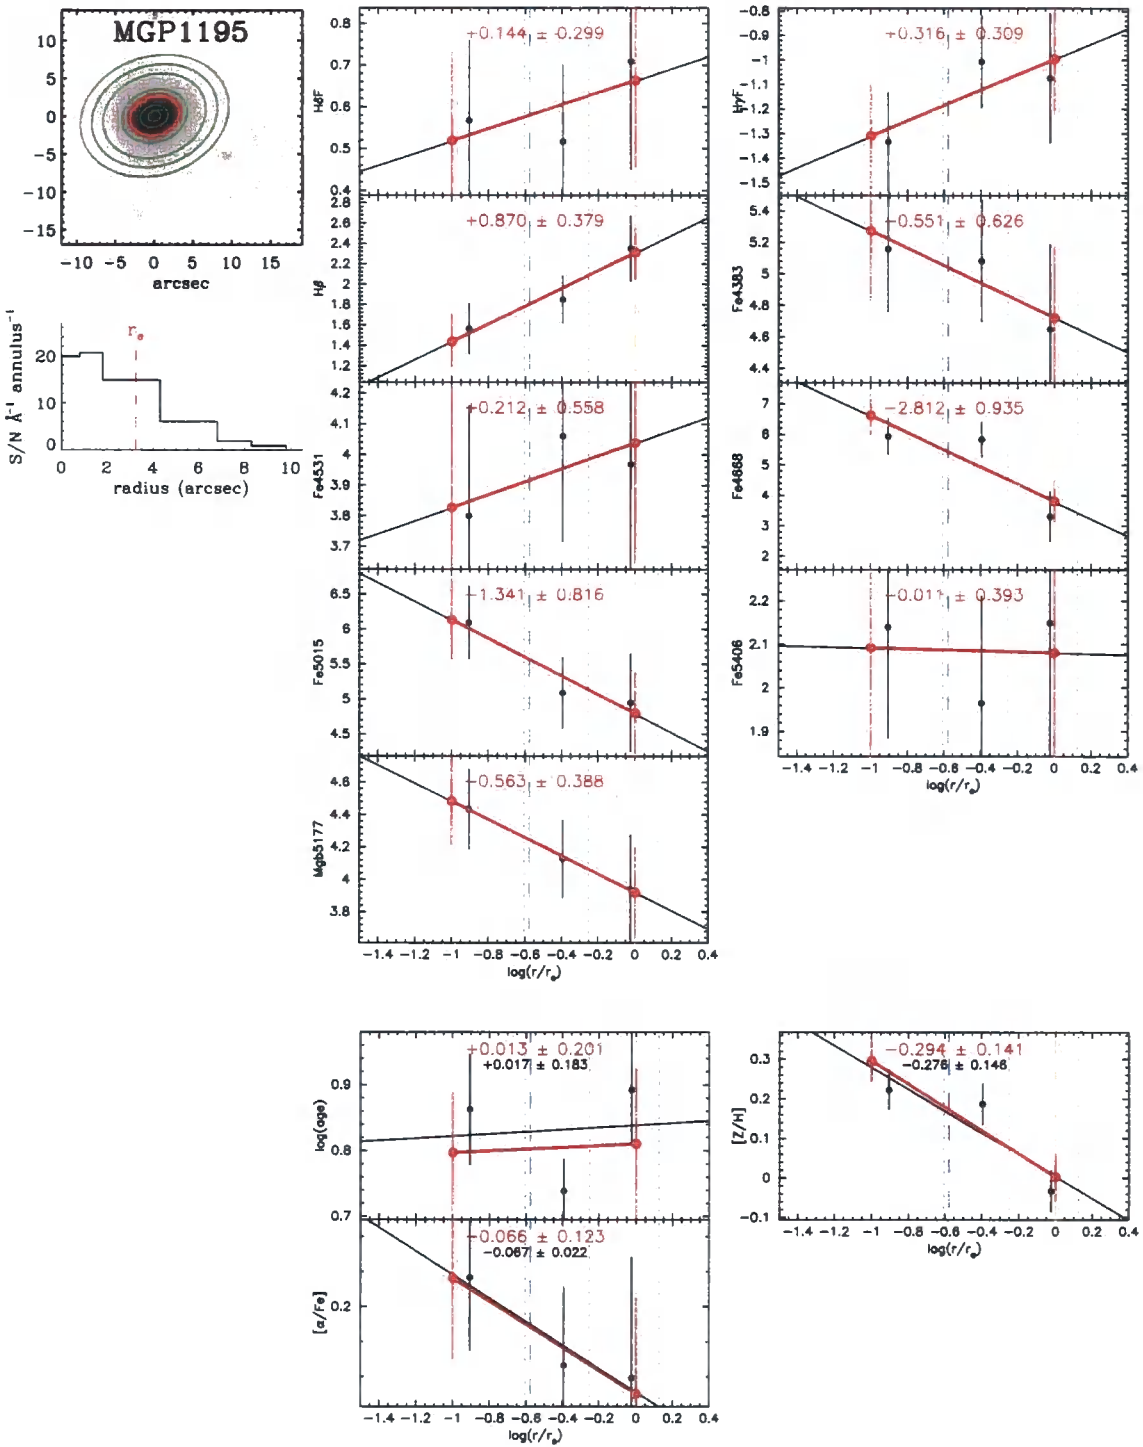 MGP1195
10
5
0
−5
−10
−15
−10 −5 0 5 10 15
arcsec
S/N Å⁻¹ annulus⁻¹
20
10
0
rₑ
0 2 4 6 8 10
radius (arcsec)
+0.144 ± 0.299
HδF
0.8
0.7
0.6
0.5
0.4
+0.316 ± 0.309
HγF
−0.8
−0.9
−1
−1.1
−1.2
−1.3
−1.4
−1.5
+0.870 ± 0.379
Hβ
2.8
2.6
2.4
2.2
2
1.8
1.6
1.4
1.2
−0.551 ± 0.626
Fe4383
5.4
5.2
5
4.8
4.6
4.4
+0.212 ± 0.558
Fe4531
4.2
4.1
4
3.9
3.8
3.7
−2.812 ± 0.935
Fe4668
7
6
5
4
3
2
−1.341 ± 0.816
Fe5015
6.5
6
5.5
5
4.5
−0.011 ± 0.393
Fe5406
2.2
2.1
2
1.9
−1.4 −1.2 −1 −0.8 −0.6 −0.4 −0.2 0 0.2 0.4
log(r/rₑ)
−0.563 ± 0.388
Mgb5177
4.6
4.4
4.2
4
3.8
−1.4 −1.2 −1 −0.8 −0.6 −0.4 −0.2 0 0.2 0.4
log(r/rₑ)
+0.013 ± 0.201
+0.017 ± 0.183
log(age)
0.9
0.8
0.7
−0.294 ± 0.141
−0.276 ± 0.146
[Z/H]
0.3
0.2
0.1
0
−0.1
−1.4 −1.2 −1 −0.8 −0.6 −0.4 −0.2 0 0.2 0.4
log(r/rₑ)
+0.066 ± 0.123
−0.067 ± 0.022
[α/Fe]
0.2
−1.4 −1.2 −1 −0.8 −0.6 −0.4 −0.2 0 0.2 0.4
log(r/rₑ)